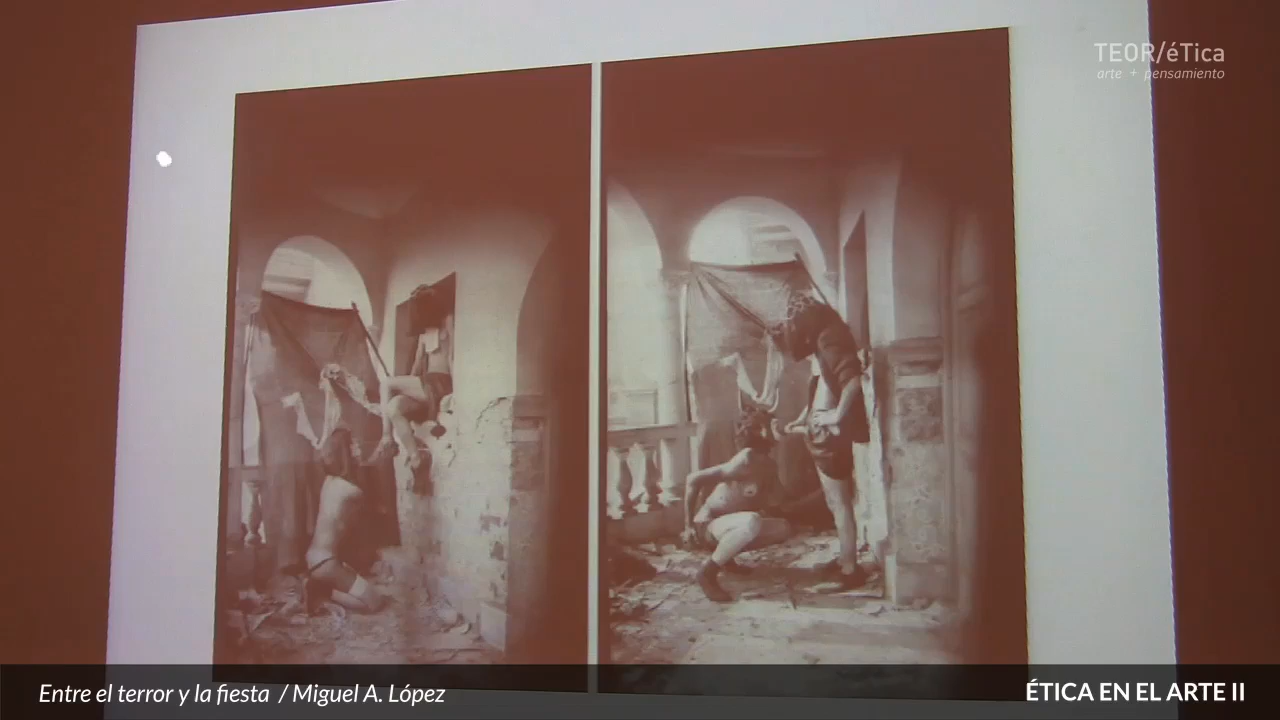 TEOR/éTica
arte + pensamiento
Entre el terror y la fiesta / Miguel A. López
ÉTICA EN EL ARTE II